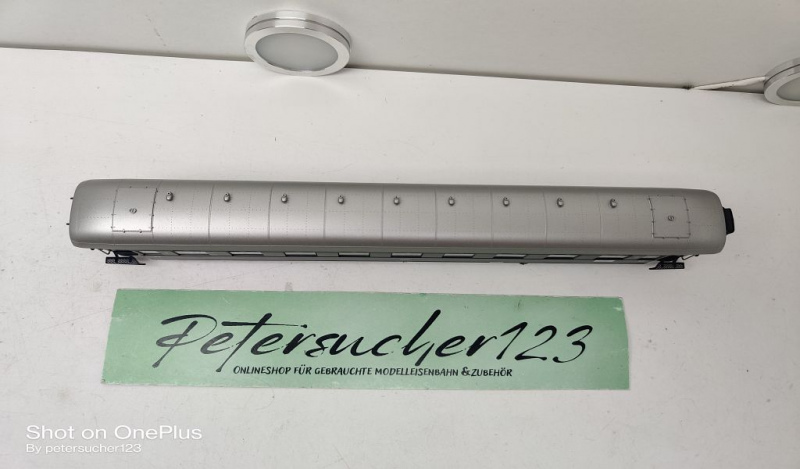 Petersucher123
ONLINESHOP FÜR GEBRAUCHTE MODELLEISENBAHN & ZUBEHÖR
Shot on OnePlus
By petersucher123